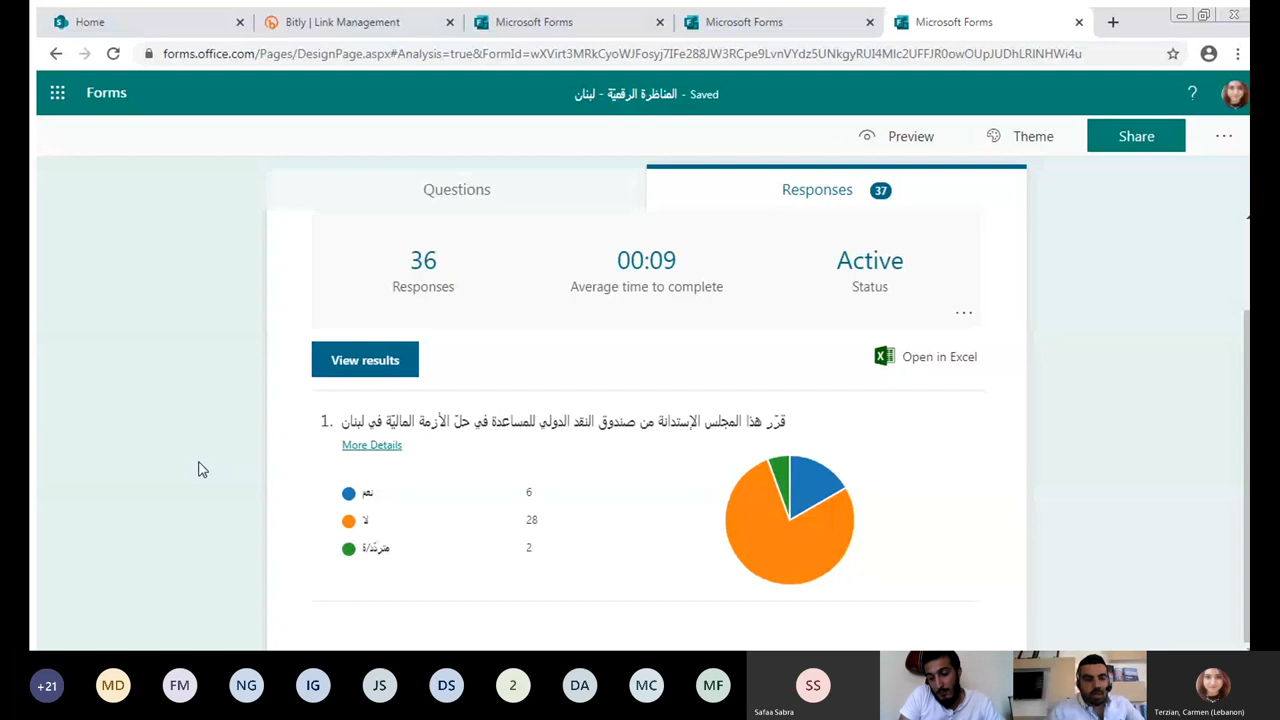 Home
Bitly | Link Management
Microsoft Forms
Microsoft Forms
Microsoft Forms
forms.office.com/Pages/DesignPage.aspx#Analysis=true&FormId=wXVirt3MRkCyoWJFosyj7IFe288JW3RCpe9LvnVYdz5UNkgyRUI4MIc2UFFJR0owOUpJUDhLRlNHWi4u
Forms
المناظرة الرقميّة - لبنان - Saved
?
Preview
Theme
Share
Questions
Responses 37
36
Responses
00:09
Average time to complete
Active
Status
View results
Open in Excel
1. قرّر هذا المجلس الإستدانة من صندوق النقد الدولي للمساعدة في حلّ الأزمة الماليّة في لبنان
More Details
نعم 6
لا 28
متردّد/ة 2
+21
MD
FM
NG
IG
JS
DS
2
DA
MC
MF
SS
Safaa Sabra
Terzian, Carmen (Lebanon)